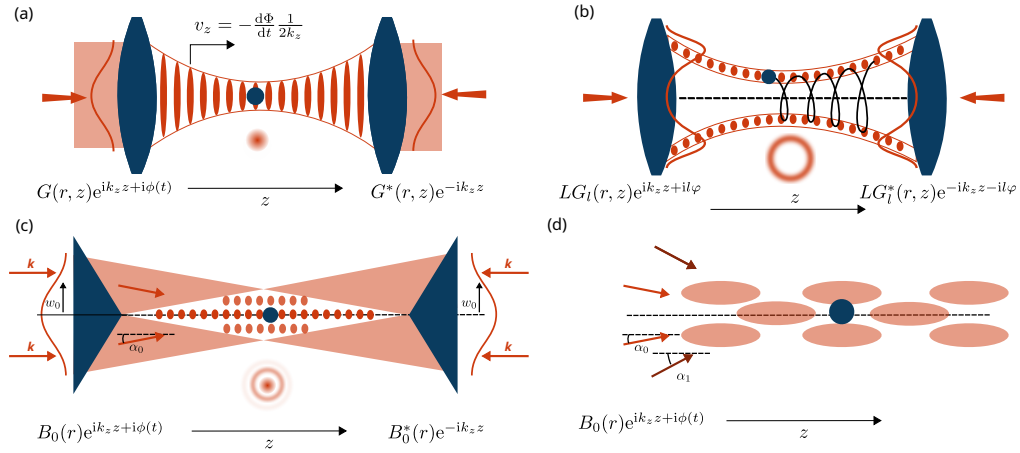 (a)
v_z = −dΦ/dt 1/2k_z
G(r, z)e^{ik_z z+iϕ(t)}
G*(r, z)e^{−ik_z z}
z
(b)
LG_l(r, z)e^{ik_z z+ilφ}
LG_l^*(r, z)e^{−ik_z z−ilφ}
z
(c)
k
k
w_0
w_0
α_0
k
k
B_0(r)e^{ik_z z+iϕ(t)}
B_0^*(r)e^{−ik_z z}
z
(d)
α_0
α_1
B_0(r)e^{ik_z z+iϕ(t)}
z